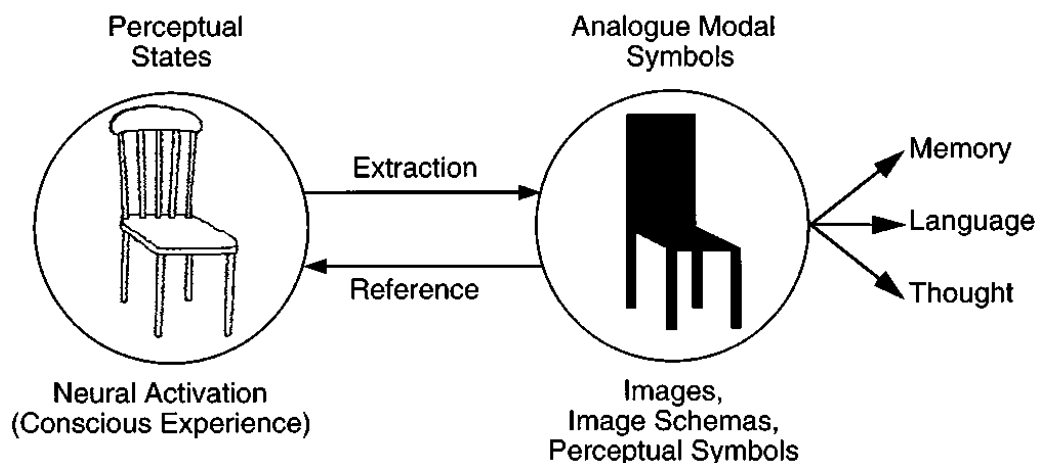 Perceptual
States
Analogue Modal
Symbols
Extraction
Reference
Memory
Language
Thought
Neural Activation
(Conscious Experience)
Images,
Image Schemas,
Perceptual Symbols